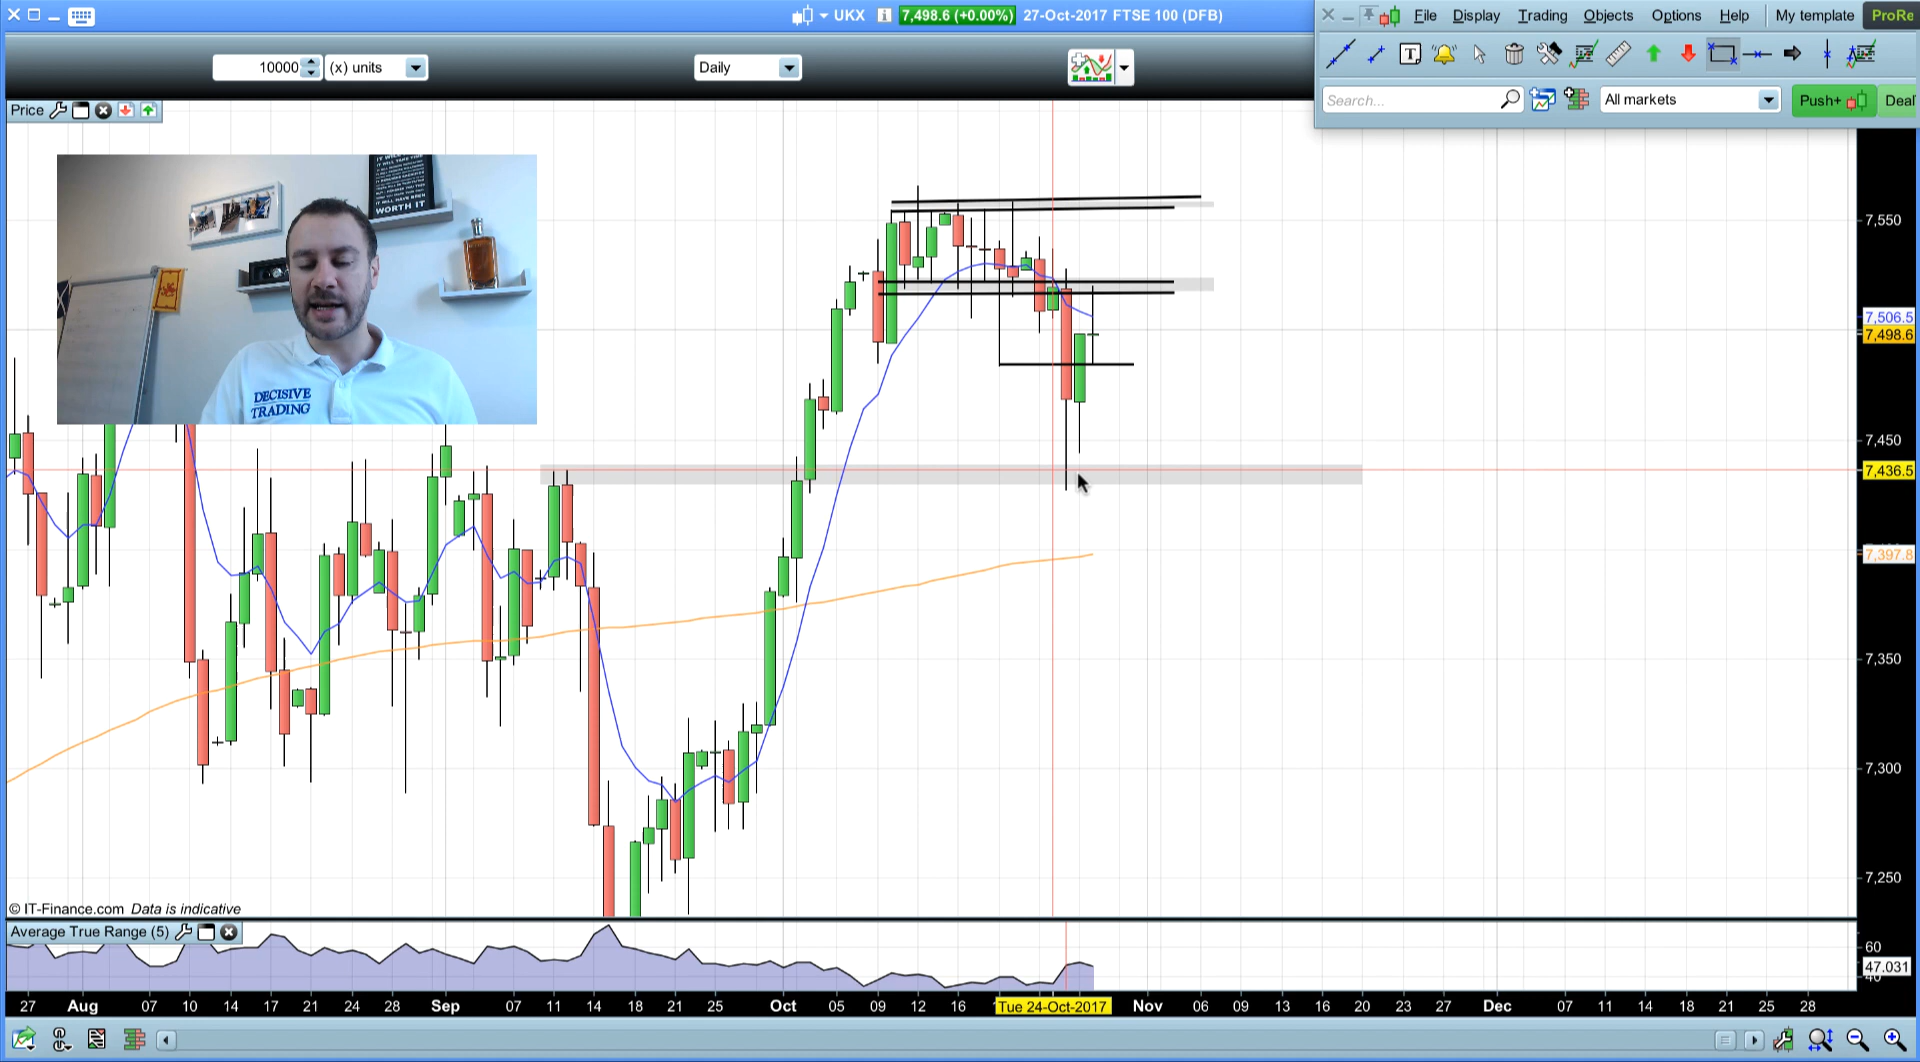 UKX
7,498.6 (+0.00%)
27-Oct-2017 FTSE 100 (DFB)
File
Display
Trading
Objects
Options
Help
My template
ProRe
10000
(x) units
Daily
T
Search...
All markets
Push+
Deal
Price
WORTH IT
DECISIVE
TRADING
7,550
7,506.5
7,498.6
7,450
7,436.5
7,397.8
7,350
7,300
7,250
© IT-Finance.com Data is indicative
Average True Range (5)
60
47.031
27 Aug 07 10 14 17 21 24 28 Sep 07 11 14 18 21 25 Oct 05 09 12 16 Tue 24-Oct-2017 Nov 06 09 13 16 20 23 27 Dec 07 11 14 18 21 25 28